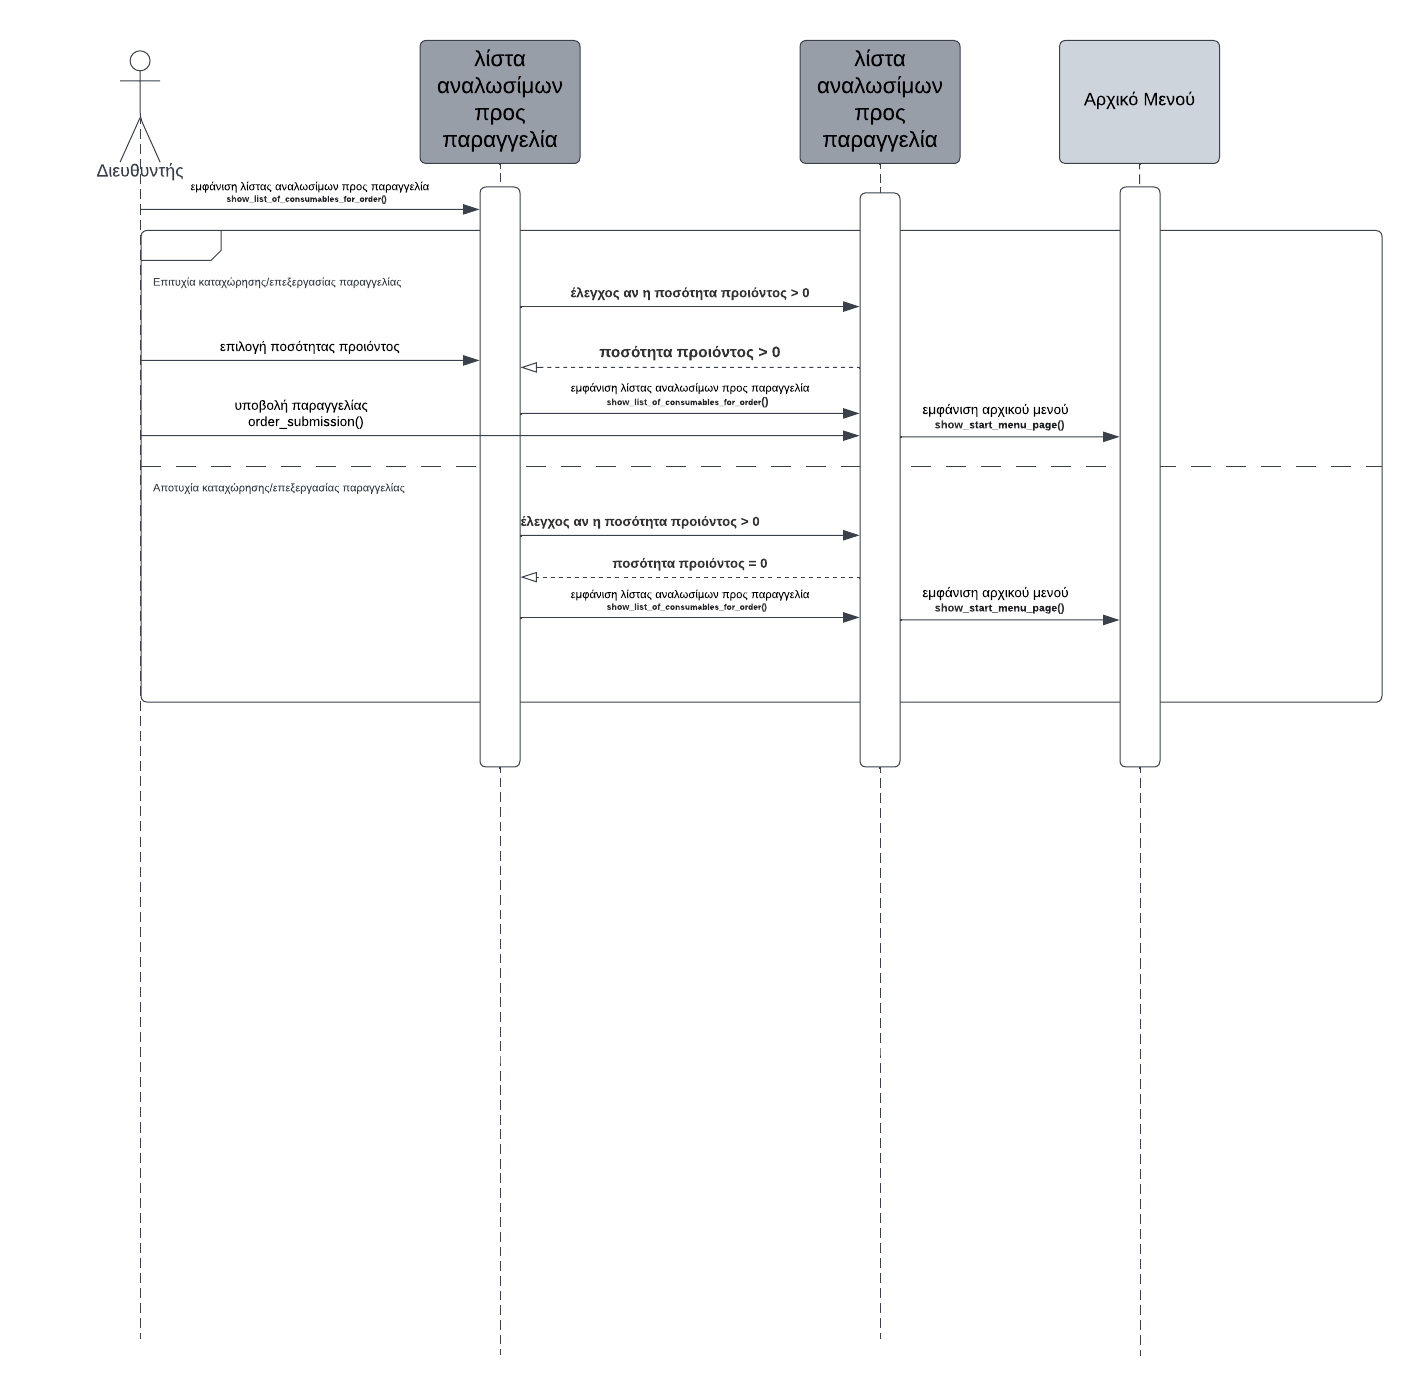 λίστα
αναλωσίμων
προς
παραγγελία
λίστα
αναλωσίμων
προς
παραγγελία
Αρχικό Μενού
Διευθυντής
εμφάνιση λίστας αναλωσίμων προς παραγγελία
show_list_of_consumables_for_order()
Επιτυχία καταχώρησης/επεξεργασίας παραγγελίας
έλεγχος αν η ποσότητα προιόντος > 0
επιλογή ποσότητας προιόντος
ποσότητα προιόντος > 0
εμφάνιση λίστας αναλωσίμων προς παραγγελία
show_list_of_consumables_for_order()
υποβολή παραγγελίας
order_submission()
εμφάνιση αρχικού μενού
show_start_menu_page()
Αποτυχία καταχώρησης/επεξεργασίας παραγγελίας
έλεγχος αν η ποσότητα προιόντος > 0
ποσότητα προιόντος = 0
εμφάνιση λίστας αναλωσίμων προς παραγγελία
show_list_of_consumables_for_order()
εμφάνιση αρχικού μενού
show_start_menu_page()